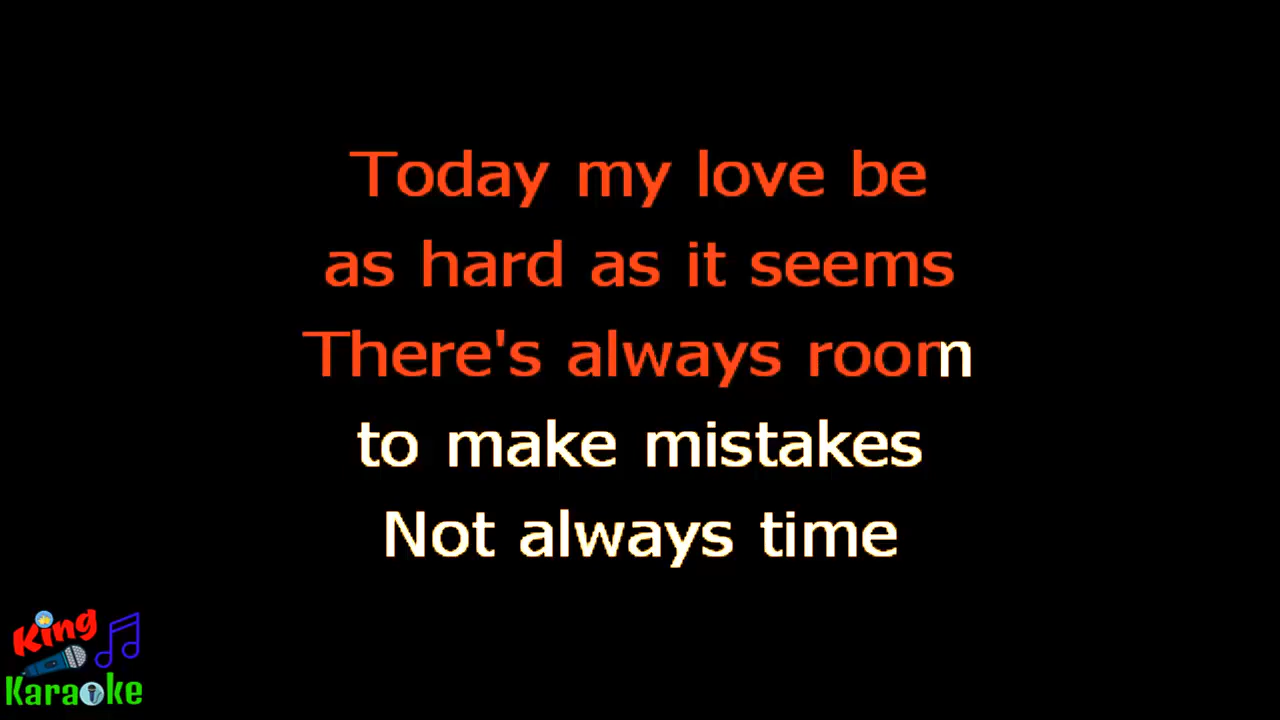 Today my love be
as hard as it seems
There's always room
to make mistakes
Not always time
King
Karaoke